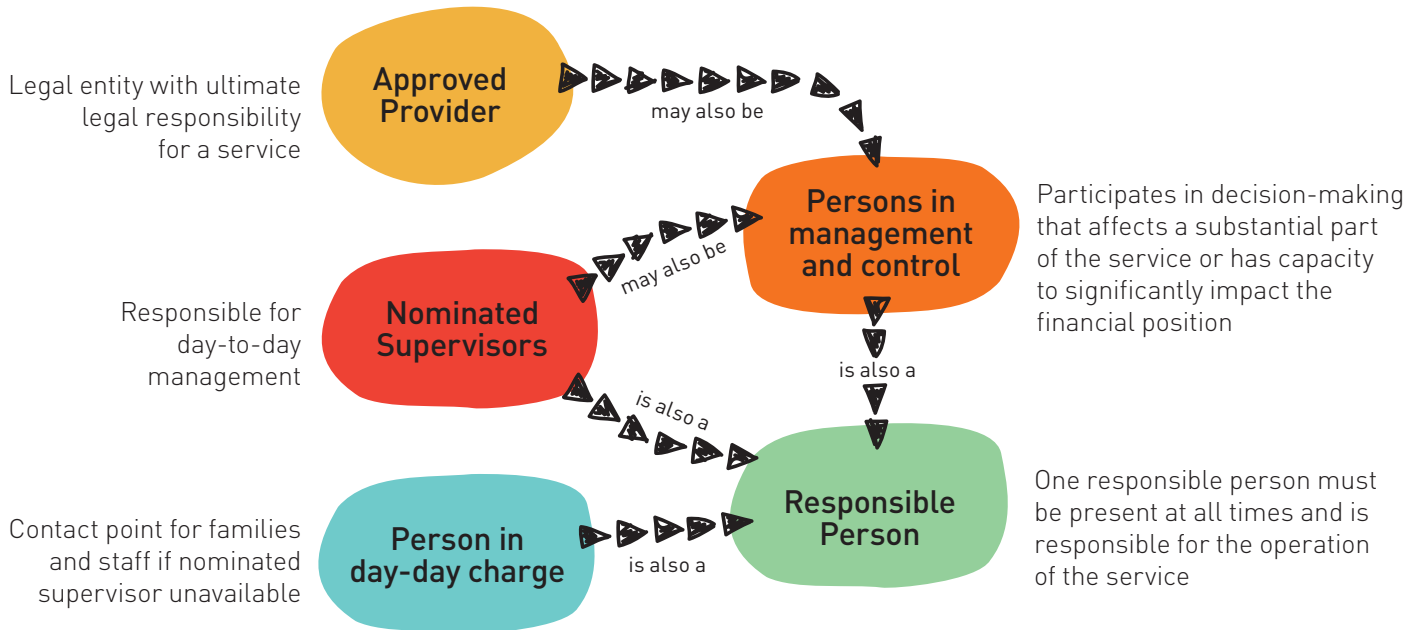 Legal entity with ultimate
legal responsibility
for a service
Approved
Provider
may also be
Persons in
management
and control
Participates in decision-making
that affects a substantial part
of the service or has capacity
to significantly impact the
financial position
may also be
Nominated
Supervisors
Responsible for
day-to-day
management
is also a
is also a
Responsible
Person
One responsible person must
be present at all times and is
responsible for the operation
of the service
Contact point for families
and staff if nominated
supervisor unavailable
Person in
day-day charge
is also a